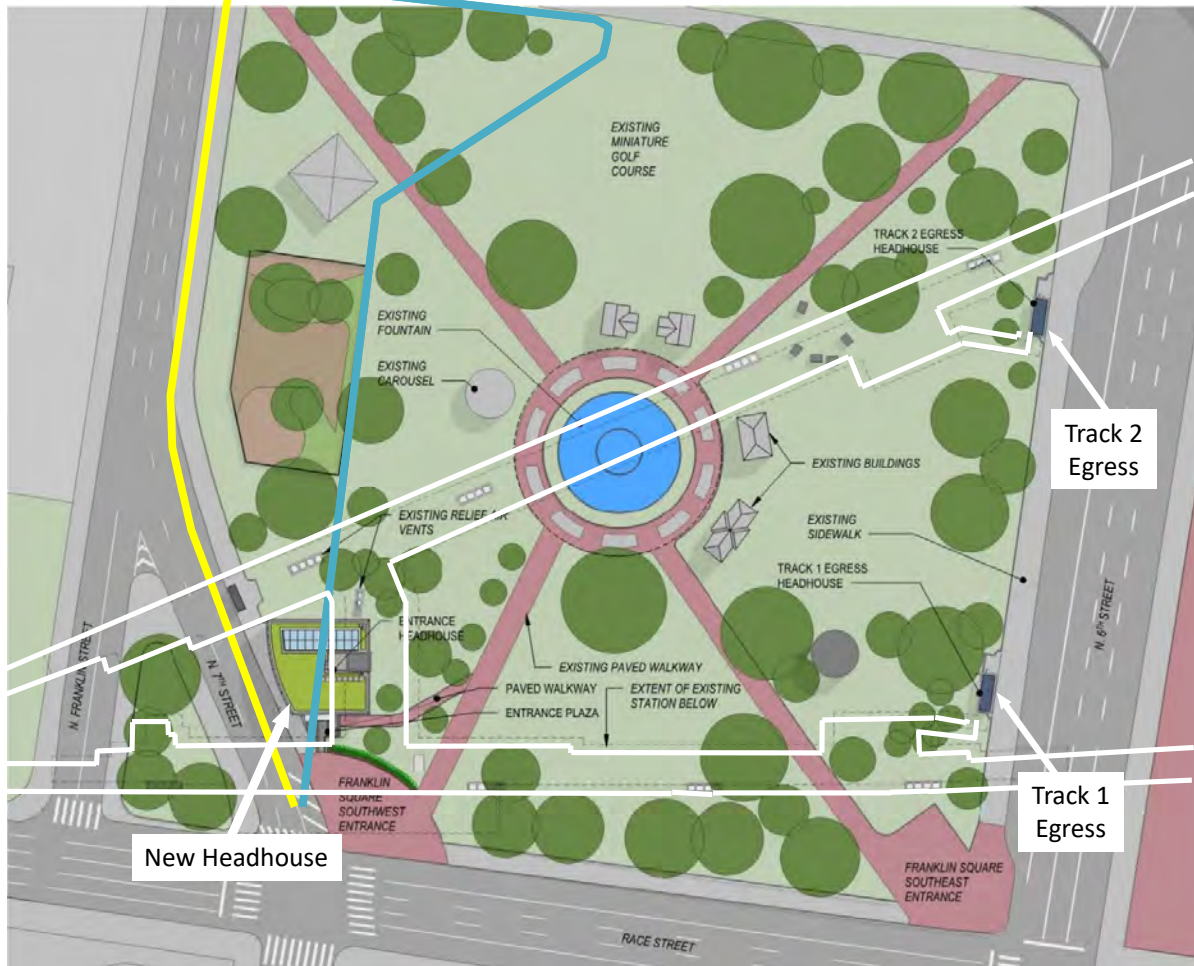 EXISTING
MINIATURE
GOLF
COURSE
TRACK 2 EGRESS
HEADHOUSE
EXISTING
FOUNTAIN
EXISTING
CAROUSEL
Track 2
Egress
EXISTING BUILDINGS
EXISTING RELIEF AIR
VENTS
EXISTING
SIDEWALK
TRACK 1 EGRESS
HEADHOUSE
ENTRANCE
HEADHOUSE
N. FRANKLIN STREET
N. 7TH STREET
N. 6TH STREET
EXISTING PAVED WALKWAY
PAVED WALKWAY
EXTENT OF EXISTING
STATION BELOW
ENTRANCE PLAZA
FRANKLIN
SQUARE
SOUTHWEST
ENTRANCE
Track 1
Egress
New Headhouse
FRANKLIN SQUARE
SOUTHEAST
ENTRANCE
RACE STREET